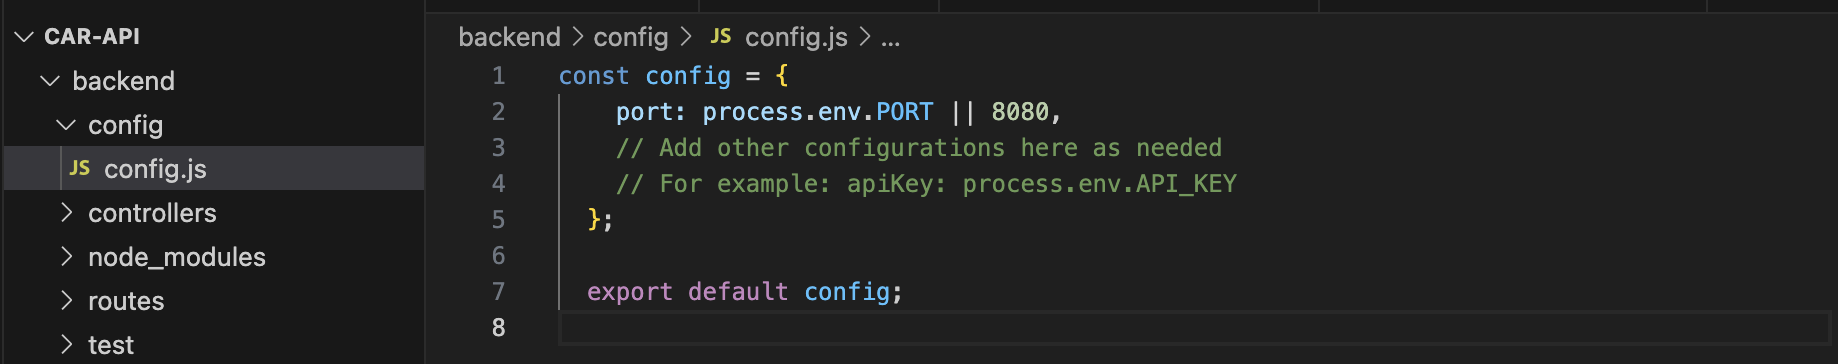 CAR-API
backend
config
JS config.js
controllers
node_modules
routes
test
backend > config > JS config.js > ...
1 const config = {
2 port: process.env.PORT || 8080,
3 // Add other configurations here as needed
4 // For example: apiKey: process.env.API_KEY
5 };
6
7 export default config;
8